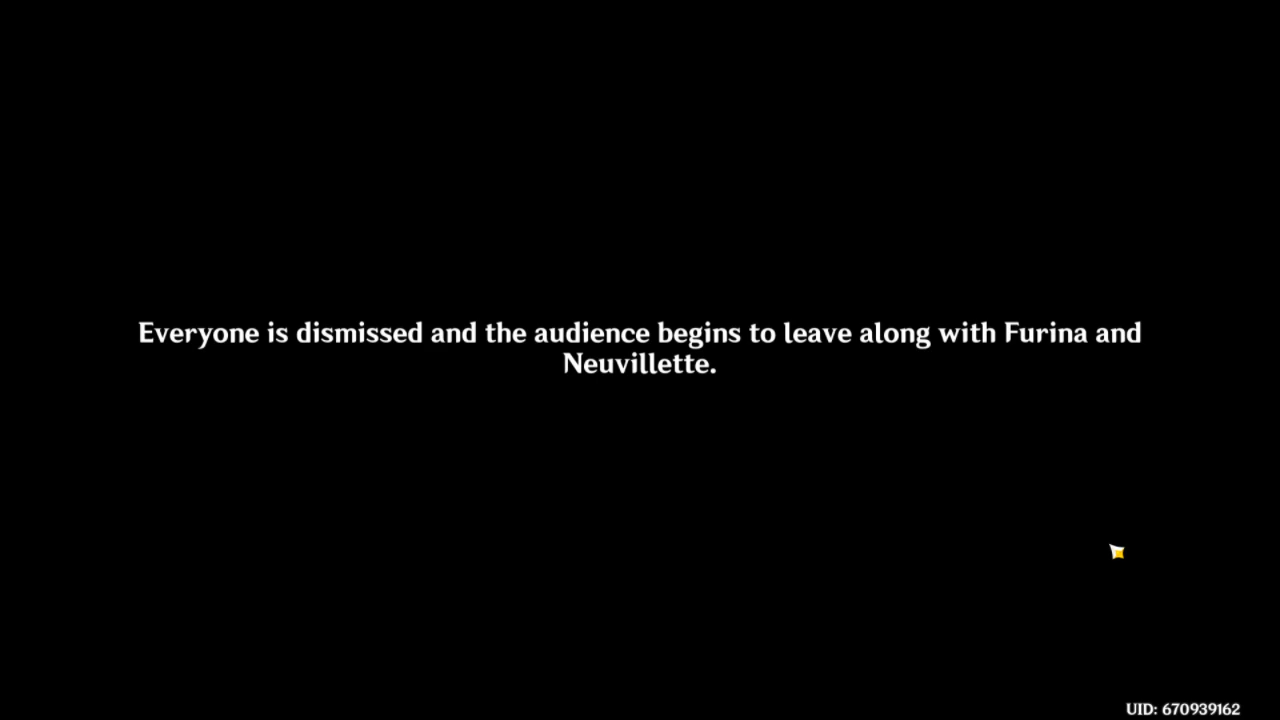 Everyone is dismissed and the audience begins to leave along with Furina and
Neuvillette.
UID: 670939162